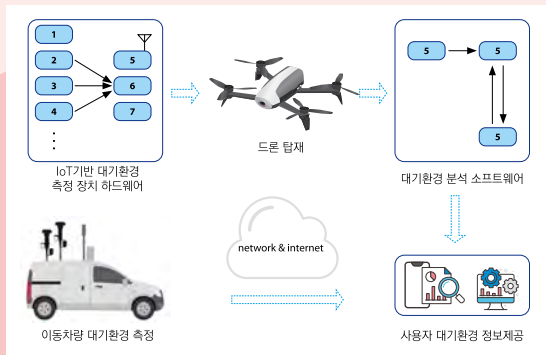 1
2
3
4
5
6
7
IoT기반 대기환경
측정 장치 하드웨어
드론 탑재
5
5
5
대기환경 분석 소프트웨어
network & internet
이동차량 대기환경 측정
사용자 대기환경 정보제공